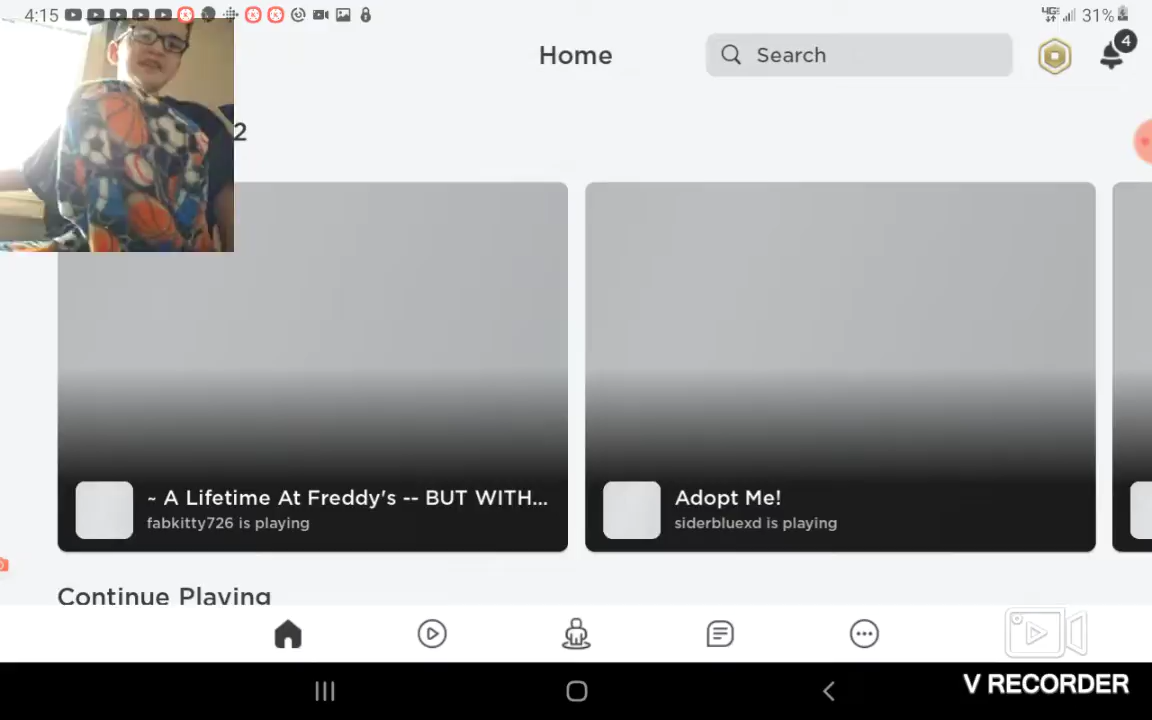 4:15
4GE 31%
Home
Search
4
2
~ A Lifetime At Freddy's -- BUT WITH...
fabkitty726 is playing
Adopt Me!
siderbluexd is playing
Continue Playing
V RECORDER